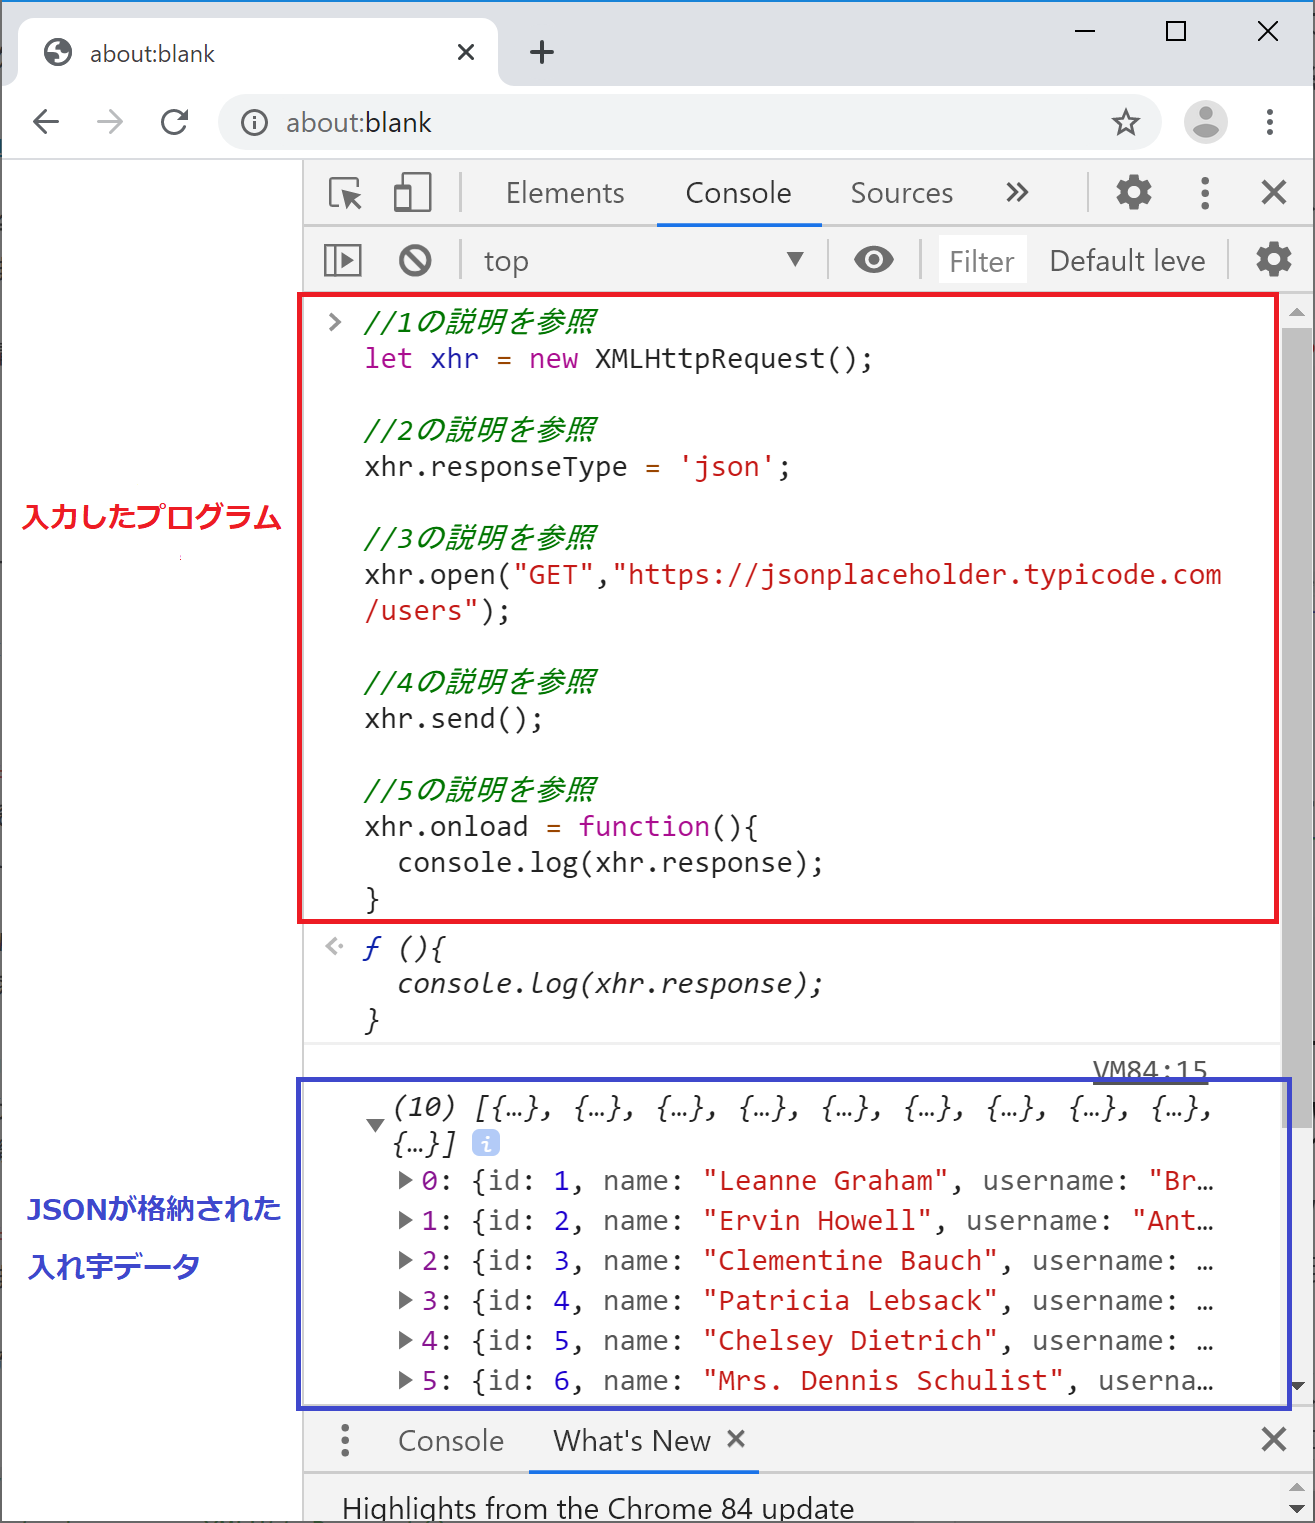 about:blank
about:blank
Elements Console Sources
top Filter Default leve
//1の説明を参照
let xhr = new XMLHttpRequest();
//2の説明を参照
xhr.responseType = 'json';
入力したプログラム
//3の説明を参照
xhr.open("GET","https://jsonplaceholder.typicode.com
/users");
//4の説明を参照
xhr.send();
//5の説明を参照
xhr.onload = function(){
console.log(xhr.response);
}
ƒ (){
console.log(xhr.response);
}
VM84:15
(10) [{…}, {…}, {…}, {…}, {…}, {…}, {…}, {…}, {…},
{…}] i
0: {id: 1, name: "Leanne Graham", username: "Br…
JSONが格納された
1: {id: 2, name: "Ervin Howell", username: "Ant…
入れ宇データ
2: {id: 3, name: "Clementine Bauch", username: …
3: {id: 4, name: "Patricia Lebsack", username: …
4: {id: 5, name: "Chelsey Dietrich", username: …
5: {id: 6, name: "Mrs. Dennis Schulist", userna…
Console What's New
Highlights from the Chrome 84 update